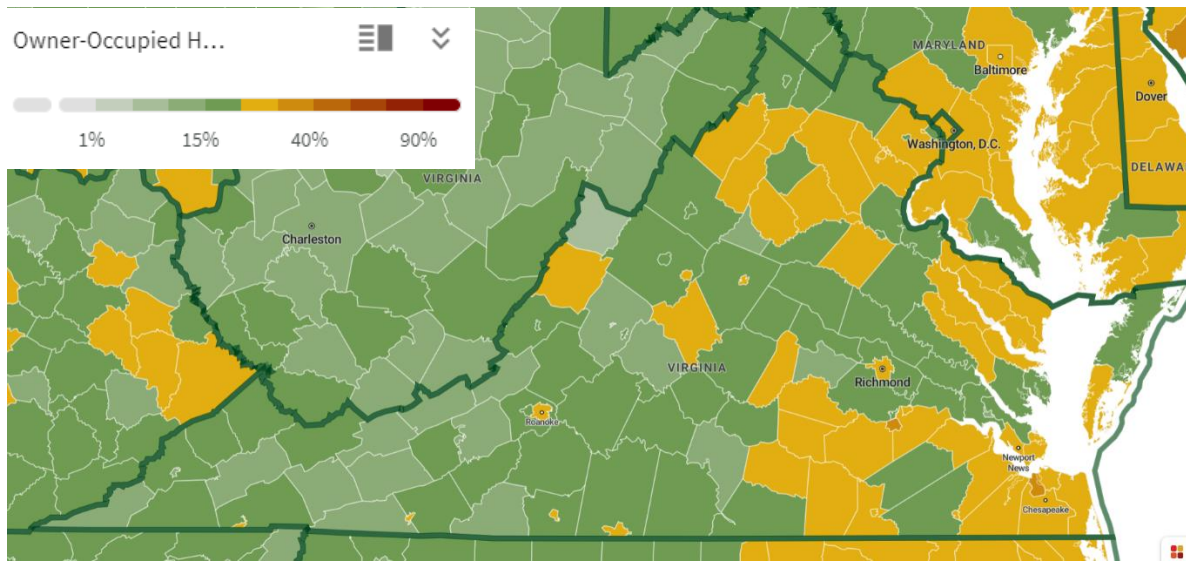 Owner-Occupied H...
1% 15% 40% 90%
MARYLAND
Baltimore
Dover
Washington, D.C.
DELAWA
VIRGINIA
Charleston
VIRGINIA
Richmond
Roanoke
Newport
News
Chesapeake